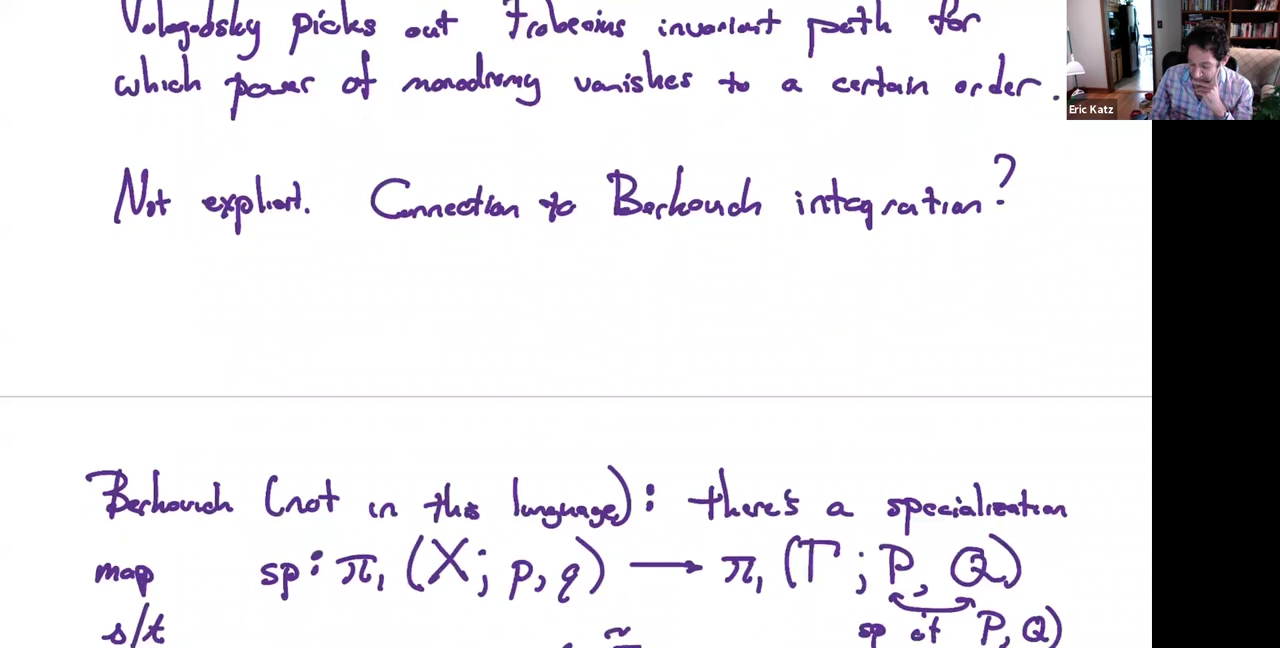 Vologodsky picks out Frobenius invariant path for
which power of monodromy vanishes to a certain order.
Eric Katz
Not explicit. Connection to Berkovich integration?
Berkovich (not in this language): there's a specialization
map sp: π₁ (X; p, q) ⟶ π₁ (Γ; P, Q)
s/t sp of P, Q)